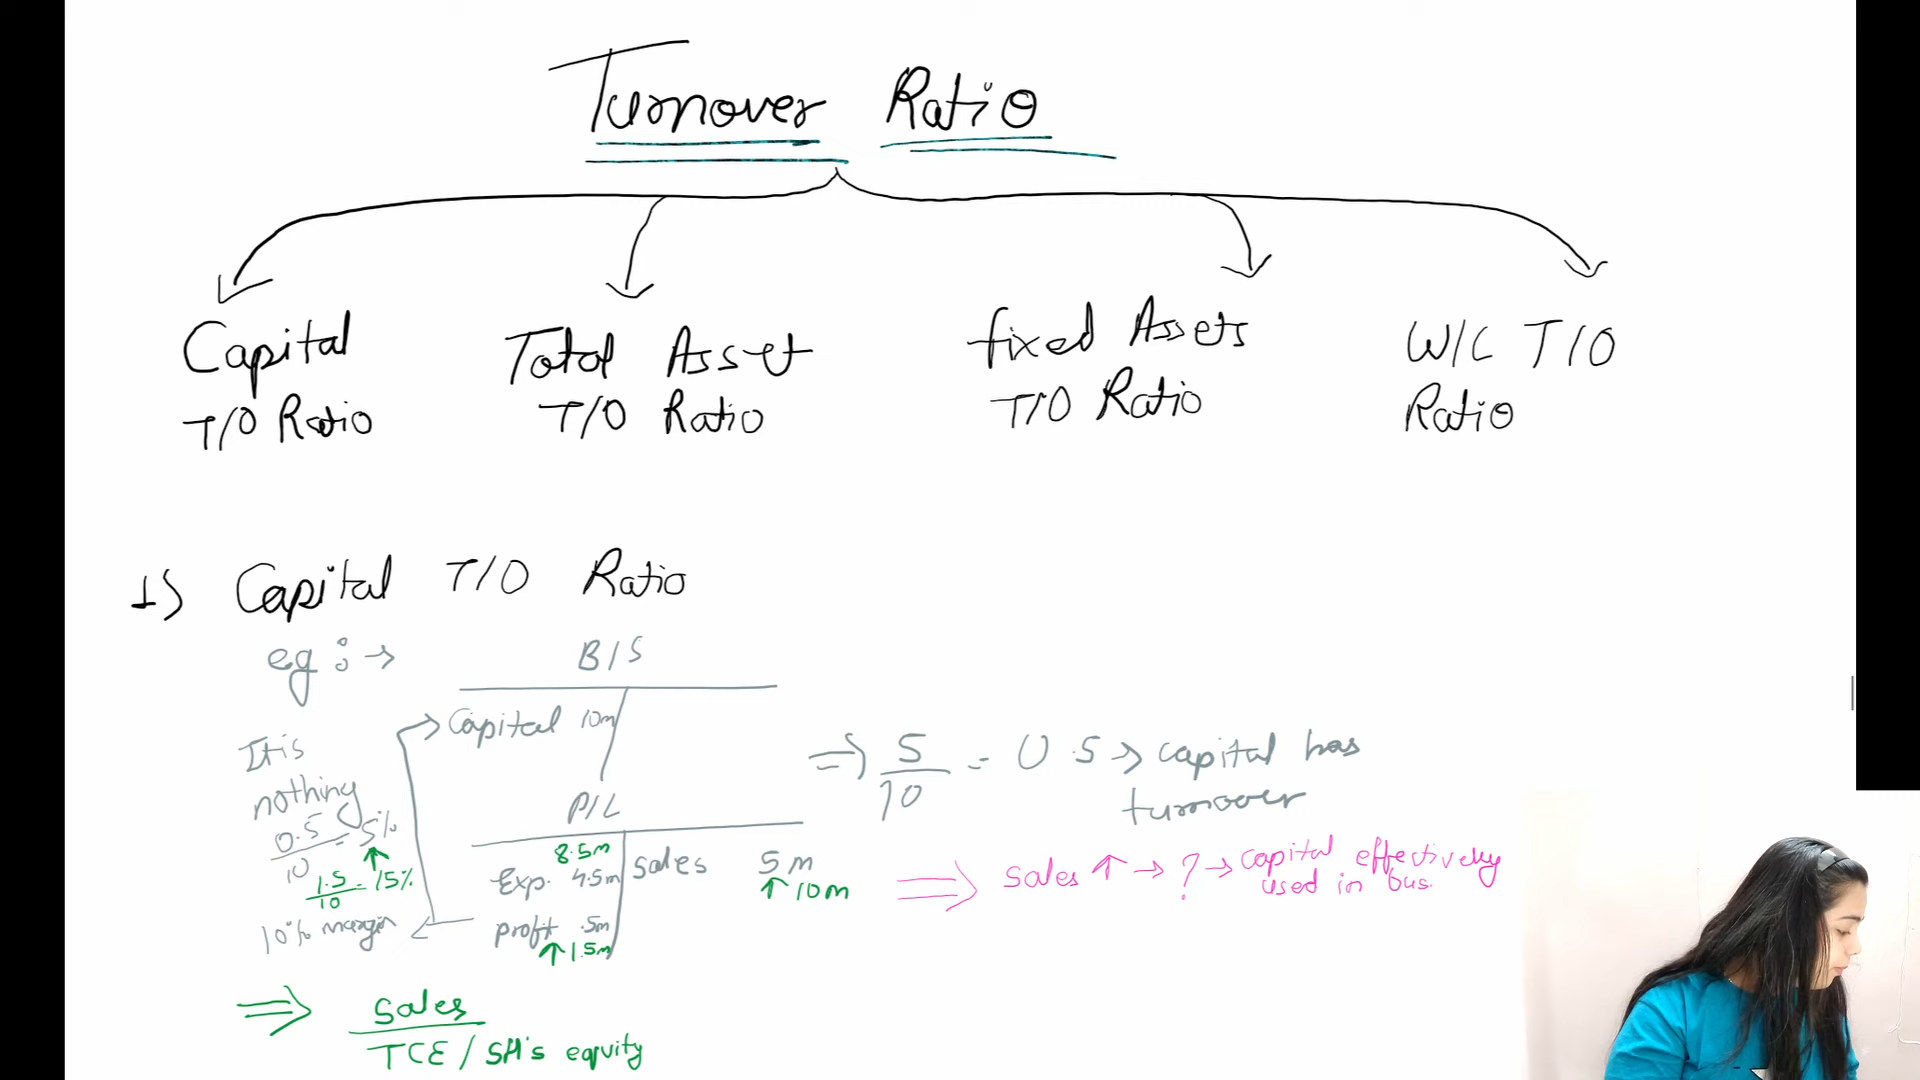 Turnover Ratio
Capital
T/O Ratio
Total Asset
T/O Ratio
fixed Assets
T/O Ratio
W/C T/O
Ratio
1) Capital T/O Ratio
eg : →
B/S
Capital 10m
It is
nothing
0.5/10 = 5%
↑
1.5/10 = 15%
10% margin
P/L
8.5m
Exp. 4.5m
sales 5m
↑ 10m
profit .5m
↑ 1.5m
⇒ 5/10 = 0.5 → capital has
turnover
⇒ Sales ↑ → ? → capital effectively
used in bus.
⇒ Sales
TCE / SH's equity